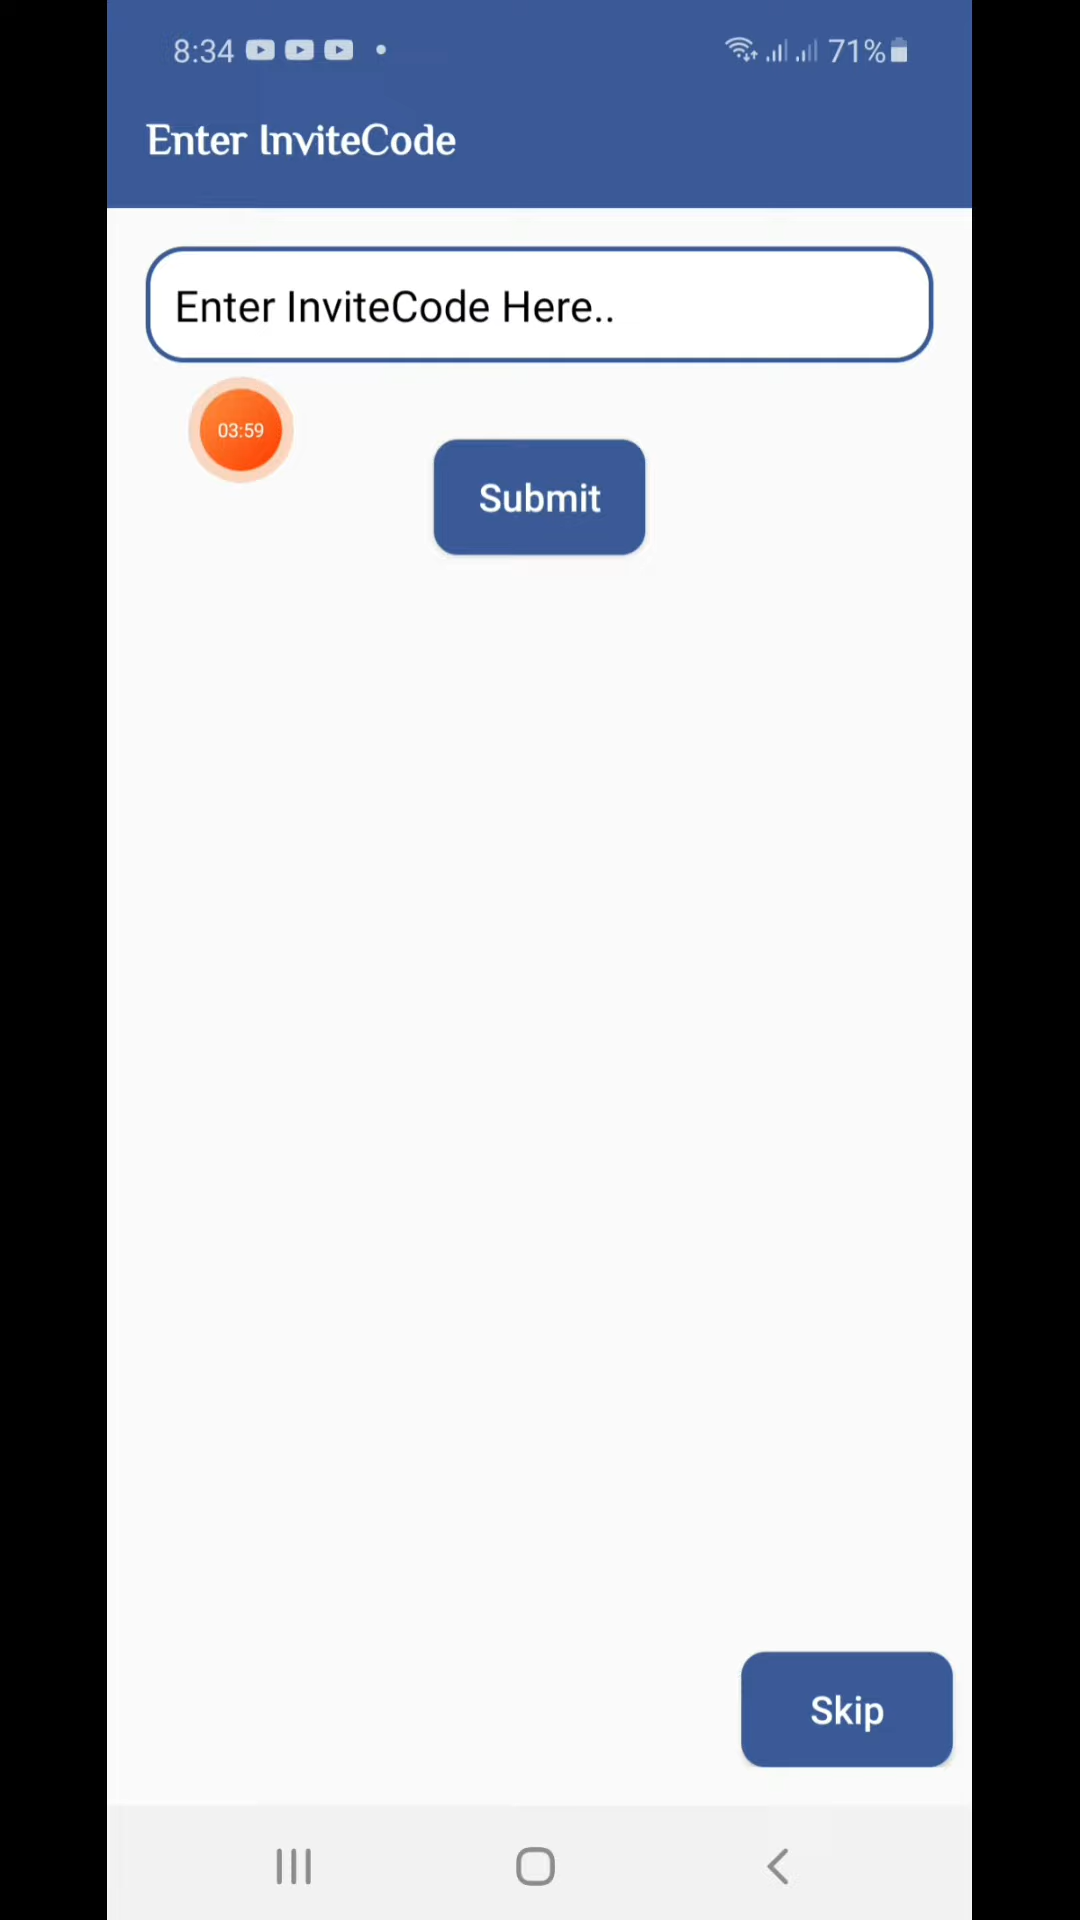 8:34
71%
Enter InviteCode
Enter InviteCode Here..
03:59
Submit
Skip